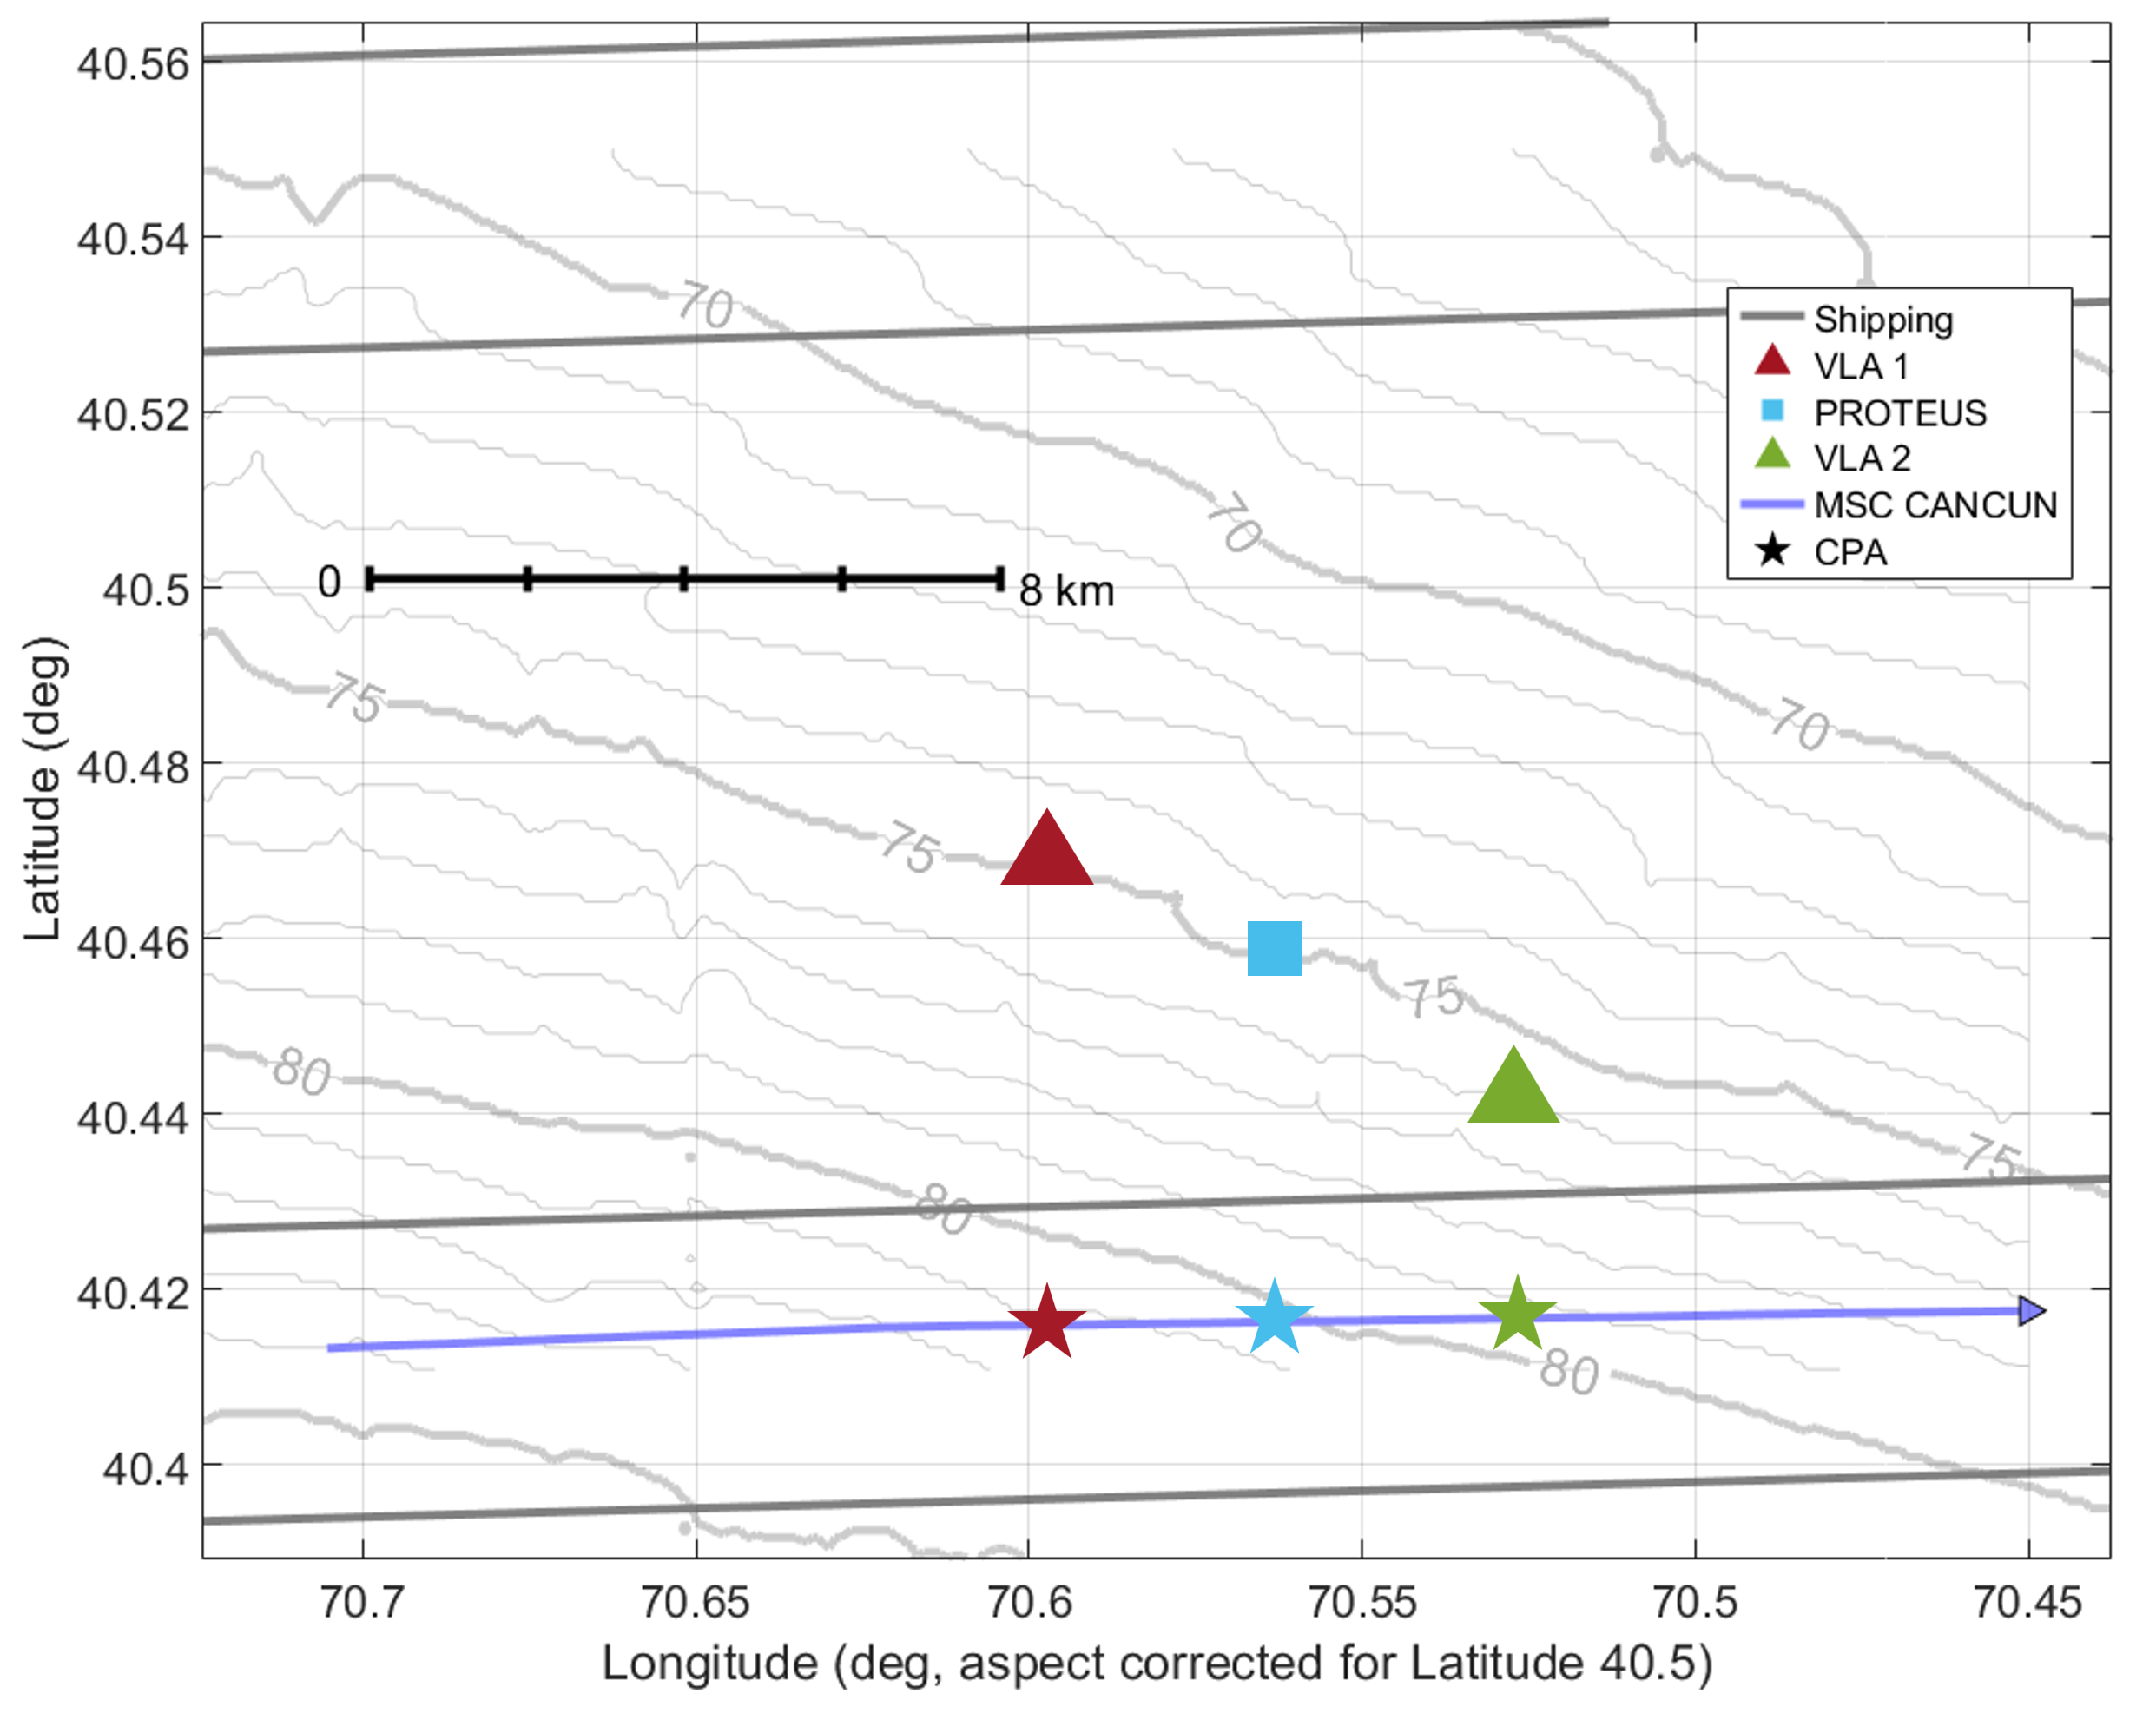 40.56
40.54
40.52
40.5
40.48
40.46
40.44
40.42
40.4
Latitude (deg)
70.7
70.65
70.6
70.55
70.5
70.45
Longitude (deg, aspect corrected for Latitude 40.5)
Shipping
VLA 1
PROTEUS
VLA 2
MSC CANCUN
CPA
0
8 km
70
70
70
75
75
75
75
80
80
80